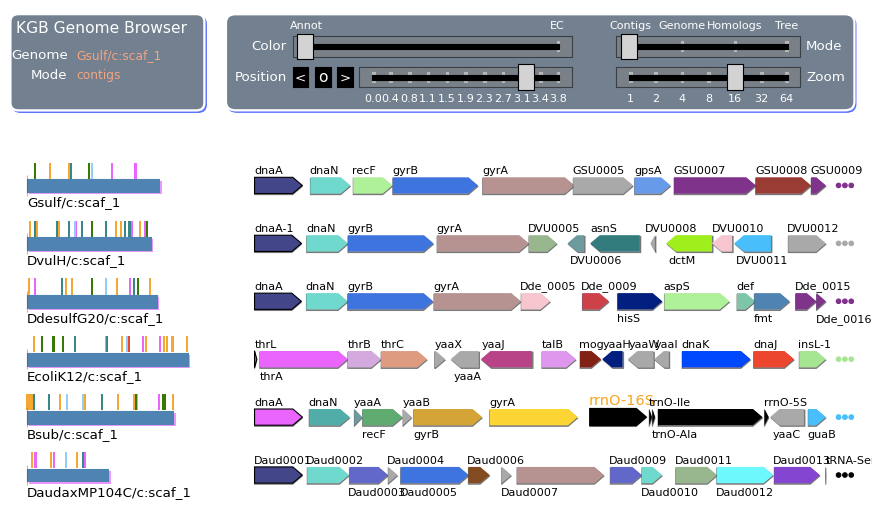 KGB Genome Browser
Genome Gsulf/c:scaf_1
Mode contigs
Annot EC
Color
Position < o >
0.0 0.4 0.8 1.1 1.5 1.9 2.3 2.7 3.1 3.4 3.8
Contigs Genome Homologs Tree
Mode
Zoom
1 2 4 8 16 32 64
Gsulf/c:scaf_1
dnaA dnaN recF gyrB gyrA GSU0005 gpsA GSU0007 GSU0008 GSU0009
DvulH/c:scaf_1
dnaA-1 dnaN gyrB gyrA DVU0005 asnS DVU0008 DVU0010 DVU0012
DVU0006 dctM DVU0011
DdesulfG20/c:scaf_1
dnaA dnaN gyrB gyrA Dde_0005 Dde_0009 aspS def Dde_0015
hisS fmt Dde_0016
EcoliK12/c:scaf_1
thrL thrB thrC yaaX yaaJ talB mog yaaH yaaW yaaI dnaK dnaJ insL-1
thrA yaaA
Bsub/c:scaf_1
dnaA dnaN yaaA yaaB gyrA rrnO-16S trnO-Ile rrnO-5S
recF gyrB trnO-Ala yaaC guaB
DaudaxMP104C/c:scaf_1
Daud0001 Daud0002 Daud0004 Daud0006 Daud0009 Daud0011 Daud0013
Daud0003 Daud0005 Daud0007 Daud0010 Daud0012